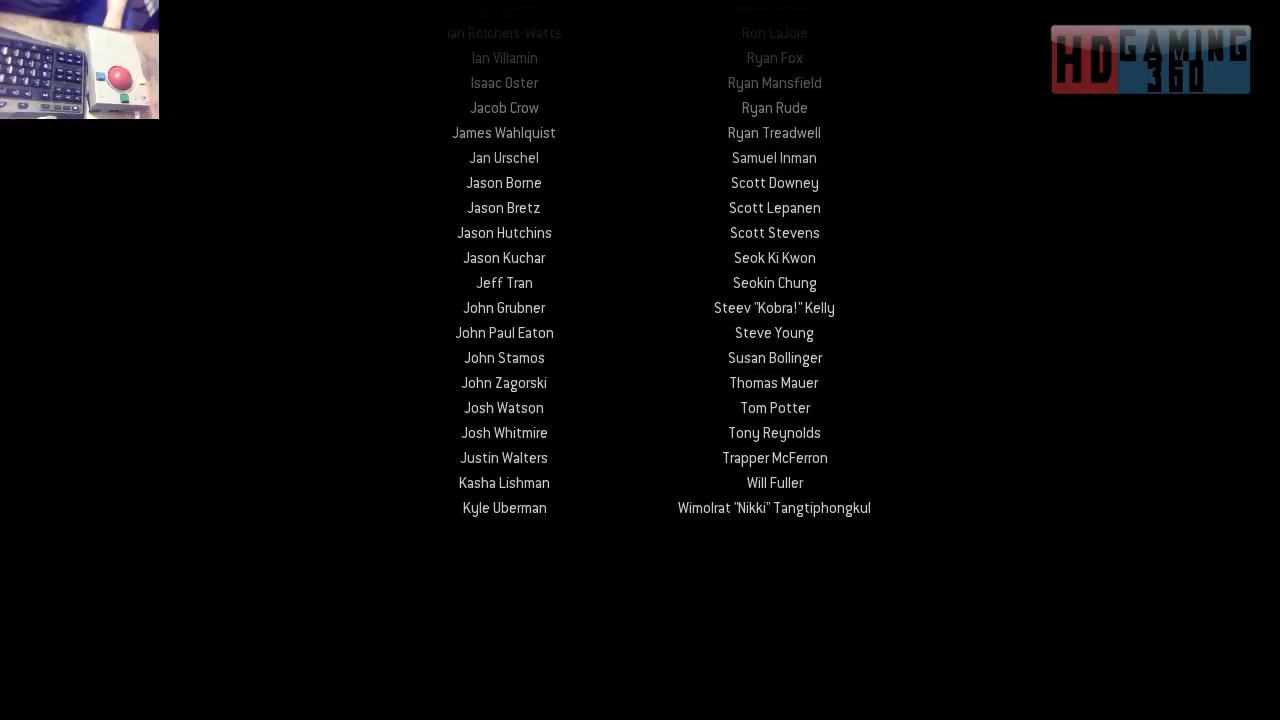 Ian Reichert-Watts
Ian Villamin
Isaac Oster
Jacob Crow
James Wahlquist
Jan Urschel
Jason Borne
Jason Bretz
Jason Hutchins
Jason Kuchar
Jeff Tran
John Grubner
John Paul Eaton
John Stamos
John Zagorski
Josh Watson
Josh Whitmire
Justin Walters
Kasha Lishman
Kyle Uberman
Ron LaJoie
Ryan Fox
Ryan Mansfield
Ryan Rude
Ryan Treadwell
Samuel Inman
Scott Downey
Scott Lepanen
Scott Stevens
Seok Ki Kwon
Seokin Chung
Steev "Kobra!" Kelly
Steve Young
Susan Bollinger
Thomas Mauer
Tom Potter
Tony Reynolds
Trapper McFerron
Will Fuller
Wimolrat "Nikki" Tangtiphongkul
HD GAMING
360